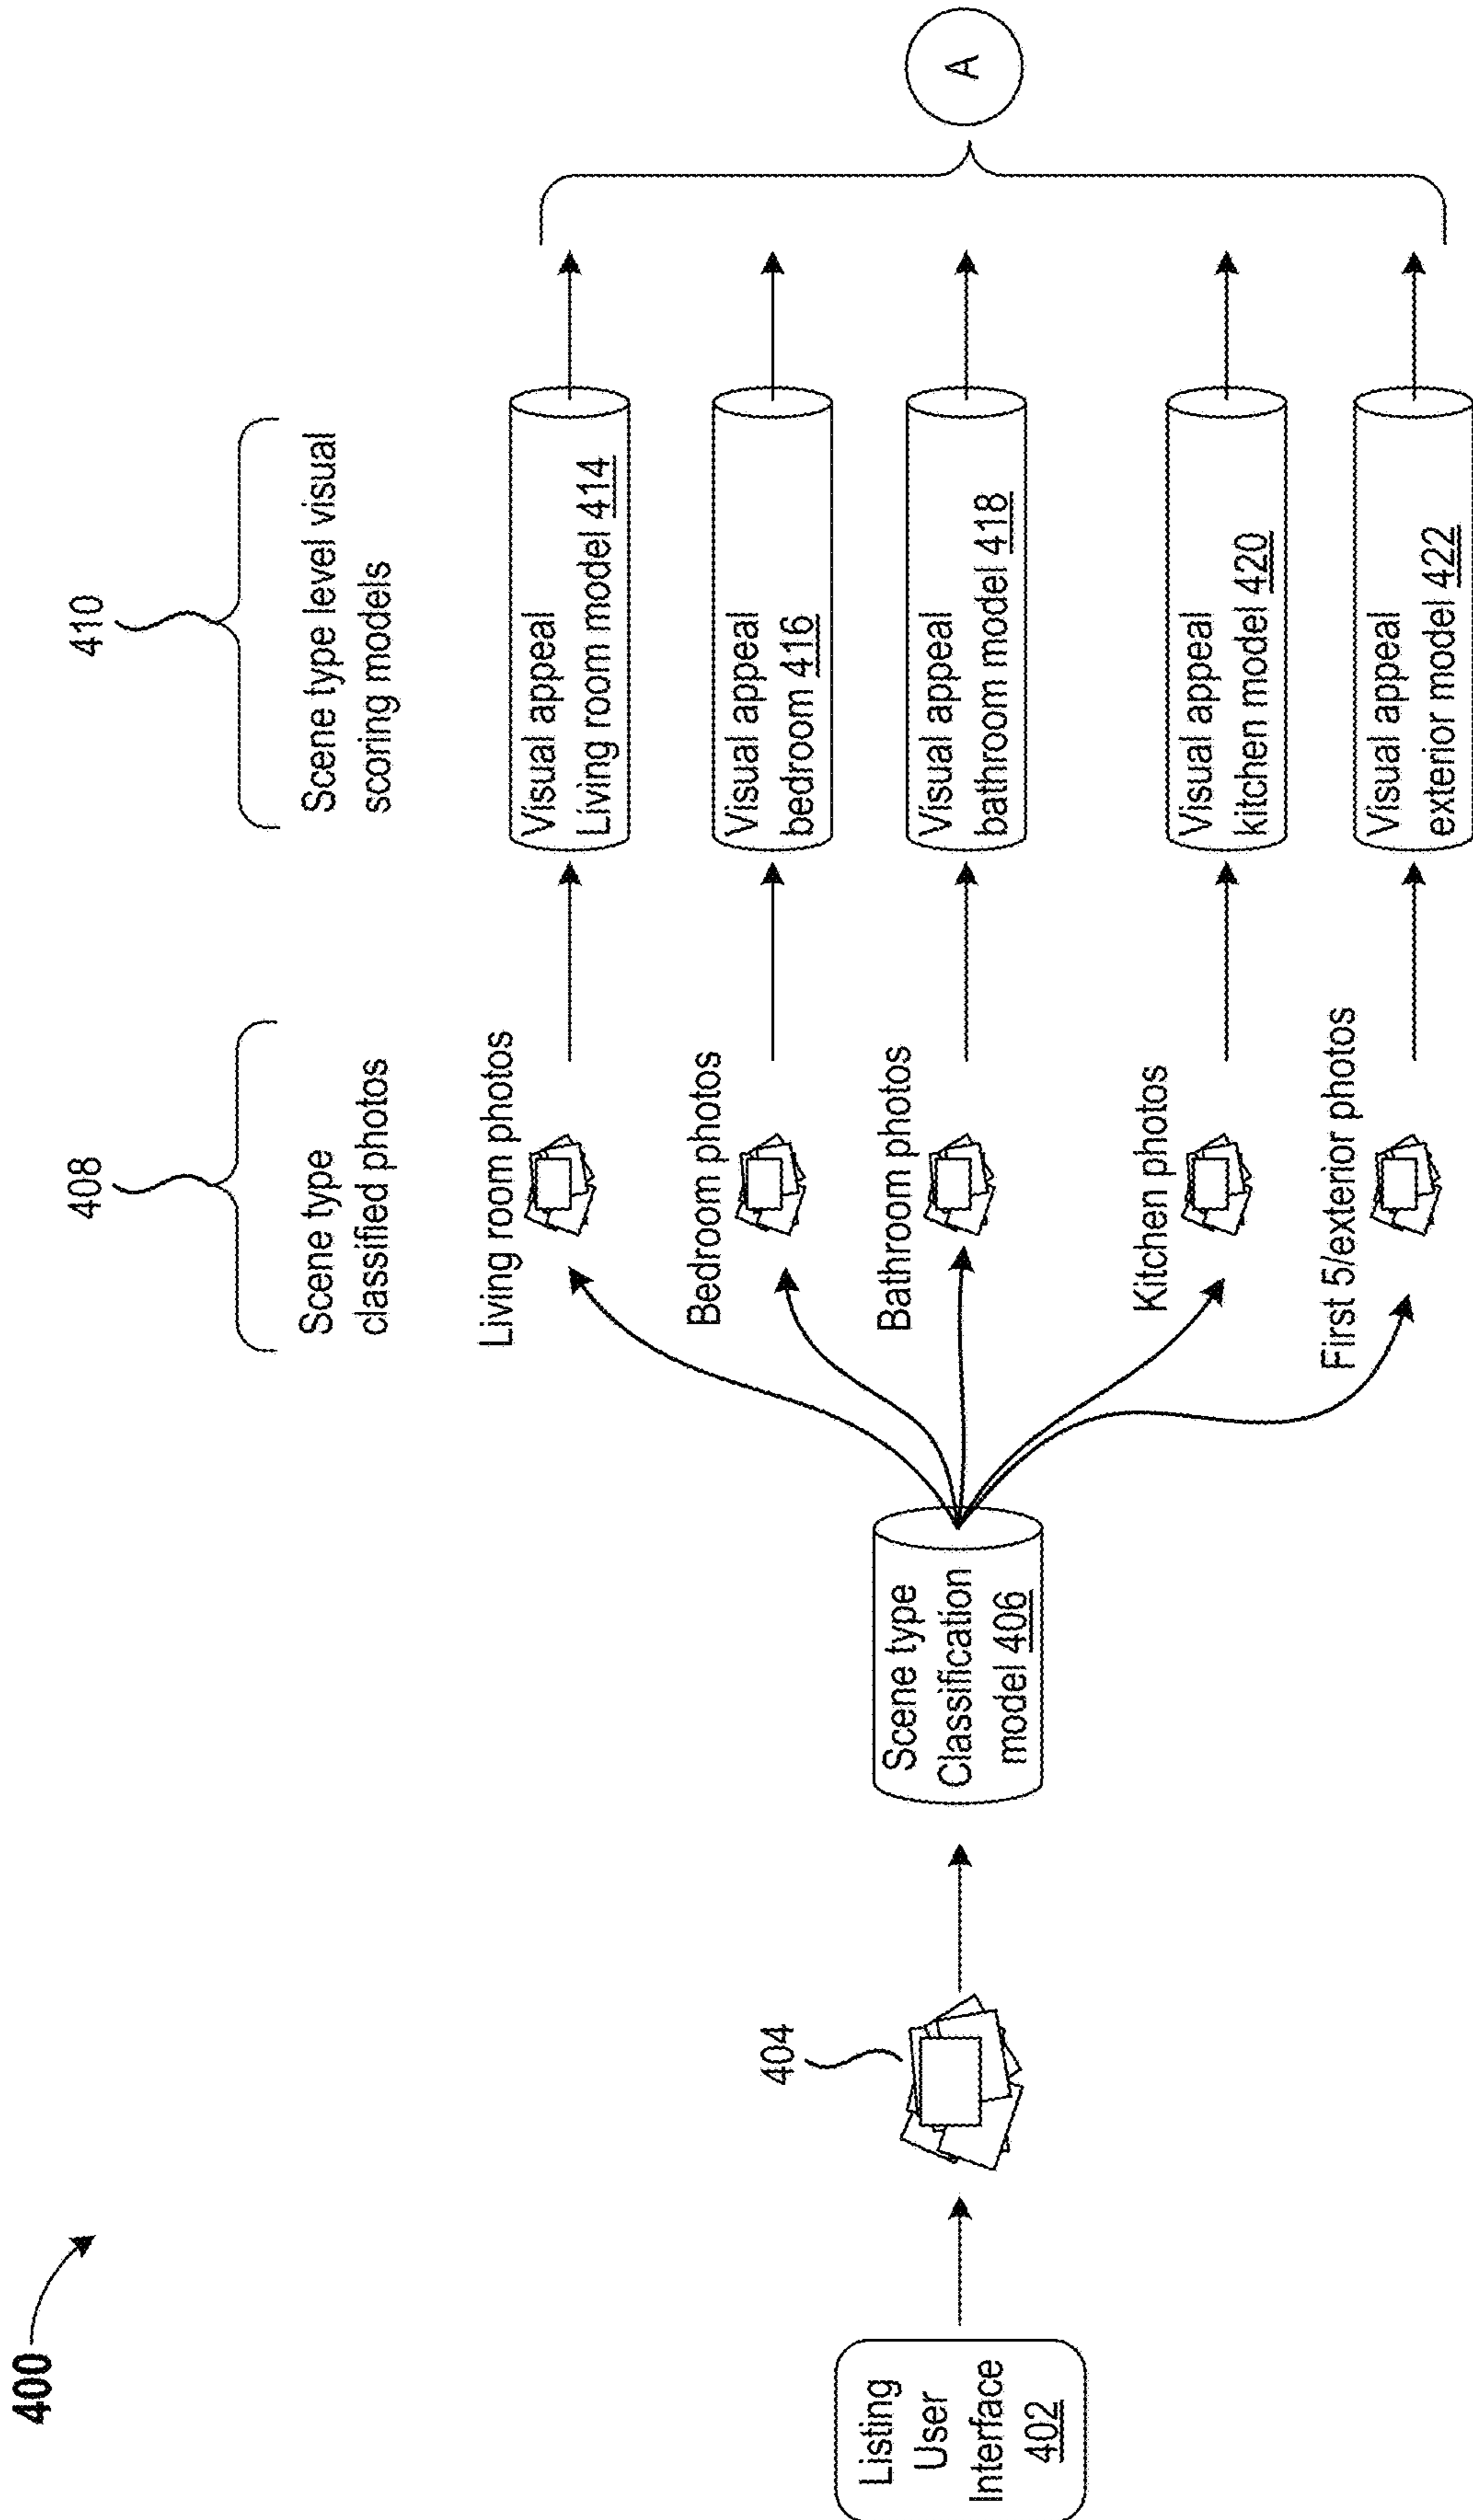 400
408
410
Scene type
classified photos
Scene type level visual
scoring models
Living room photos
Visual appeal
Living room model 414
Bedroom photos
Visual appeal
bedroom 416
404
Listing
User
Interface
402
Scene type
Classification
model 406
Bathroom photos
Visual appeal
bathroom model 418
A
Kitchen photos
Visual appeal
kitchen model 420
First 5/exterior photos
Visual appeal
exterior model 422